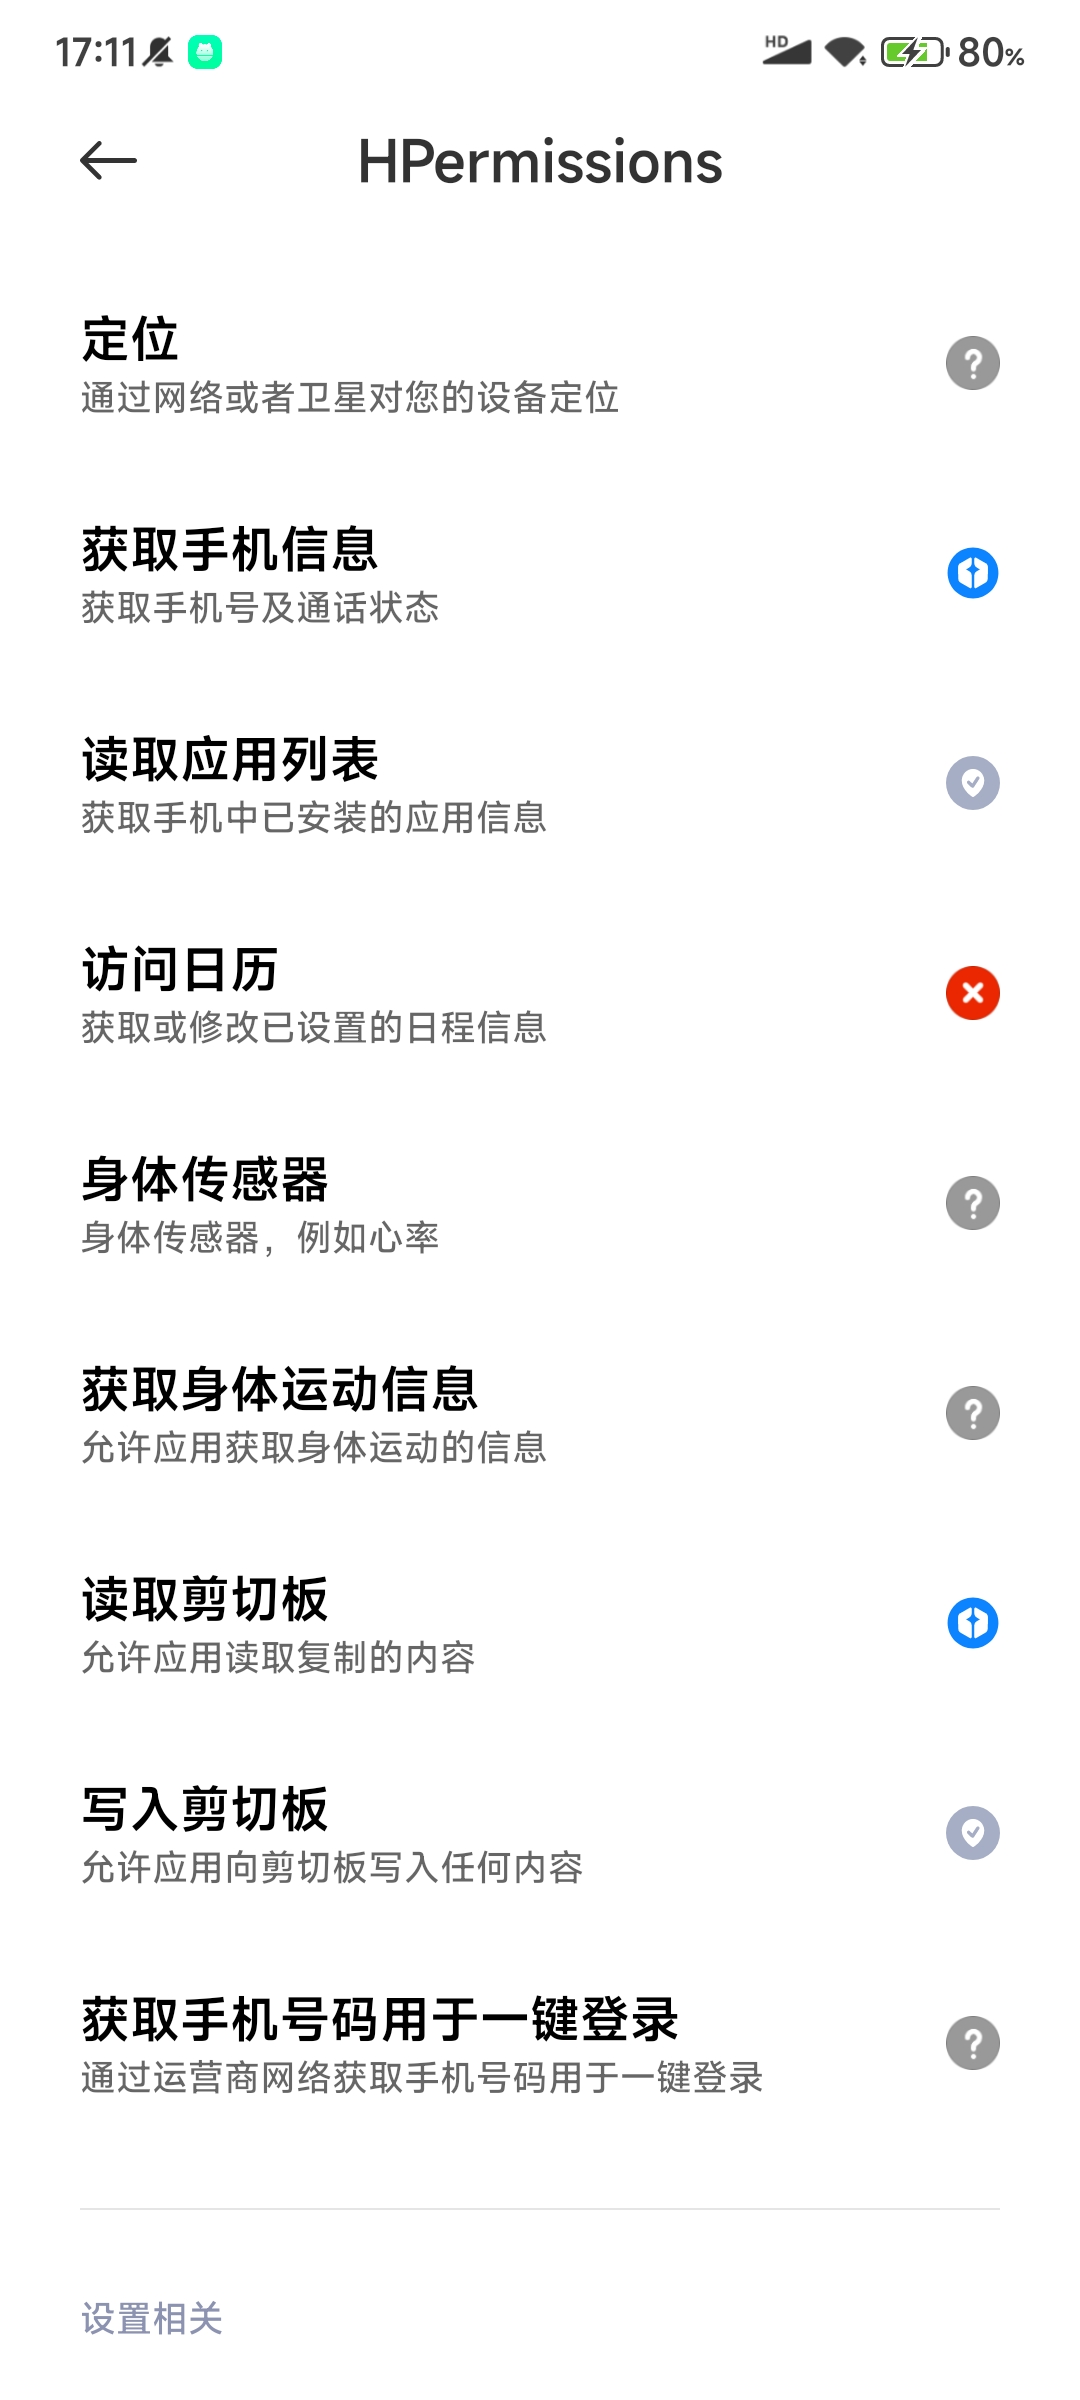 17:11 HD 80%
HPermissions
定位
通过网络或者卫星对您的设备定位
获取手机信息
获取手机号及通话状态
读取应用列表
获取手机中已安装的应用信息
访问日历
获取或修改已设置的日程信息
身体传感器
身体传感器，例如心率
获取身体运动信息
允许应用获取身体运动的信息
读取剪切板
允许应用读取复制的内容
写入剪切板
允许应用向剪切板写入任何内容
获取手机号码用于一键登录
通过运营商网络获取手机号码用于一键登录
设置相关